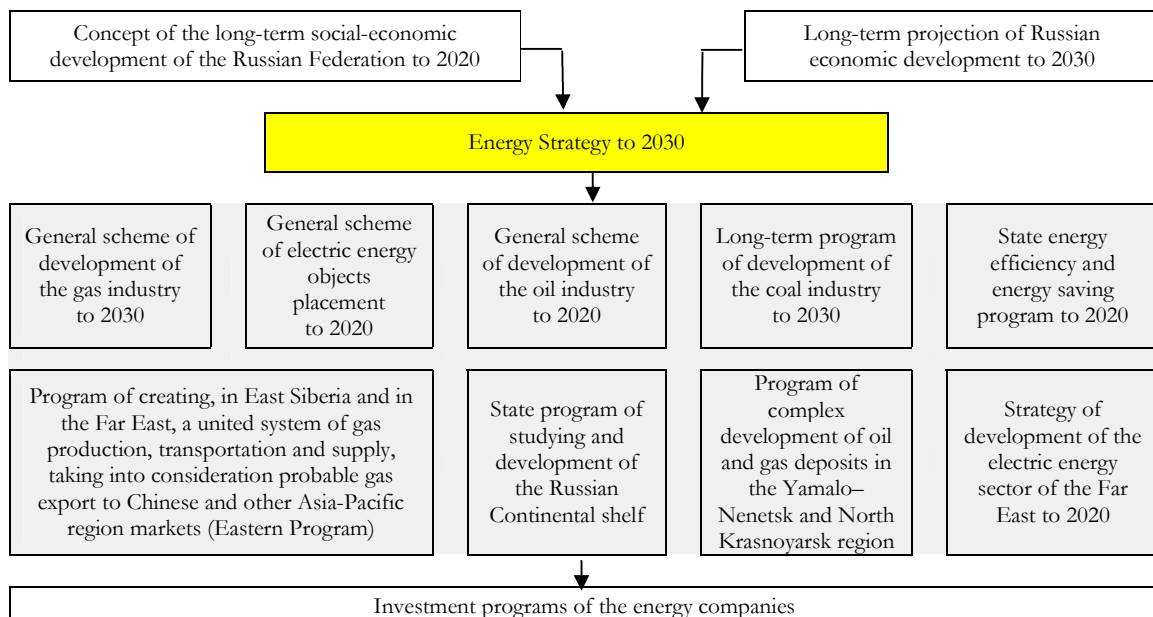 Concept of the long-term social-economic
development of the Russian Federation to 2020
Long-term projection of Russian
economic development to 2030
Energy Strategy to 2030
General scheme of
development of
the gas industry
to 2030
General scheme
of electric energy
objects
placement
to 2020
General scheme
of development of
the oil industry
to 2020
Long-term program
of development of
the coal industry
to 2030
State energy
efficiency and
energy saving
program to 2020
Program of creating, in East Siberia and in
the Far East, a united system of gas
production, transportation and supply,
taking into consideration probable gas
export to Chinese and other Asia-Pacific
region markets (Eastern Program)
State program of
studying and
development of
the Russian
Continental shelf
Program of
complex
development of oil
and gas deposits in
the Yamalo–
Nenetsk and North
Krasnoyarsk region
Strategy of
development of the
electric energy
sector of the Far
East to 2020
Investment programs of the energy companies